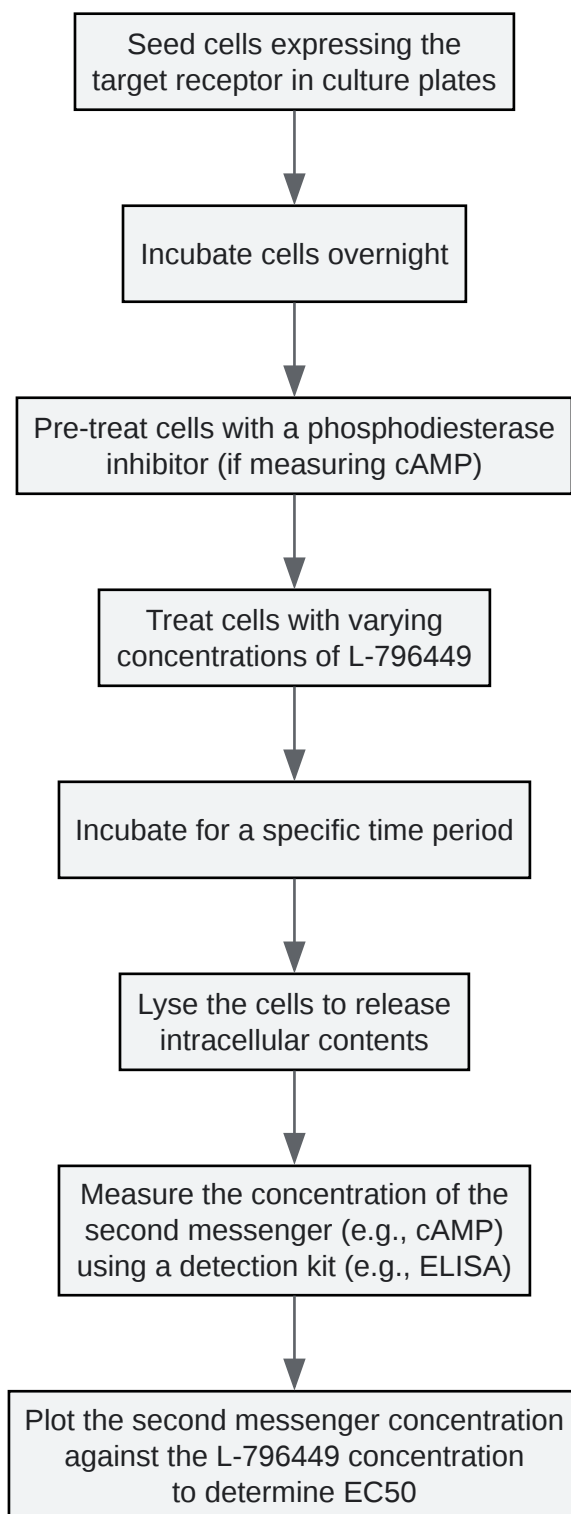 Seed cells expressing the
target receptor in culture plates
Incubate cells overnight
Pre-treat cells with a phosphodiesterase
inhibitor (if measuring cAMP)
Treat cells with varying
concentrations of L-796449
Incubate for a specific time period
Lyse the cells to release
intracellular contents
Measure the concentration of the
second messenger (e.g., cAMP)
using a detection kit (e.g., ELISA)
Plot the second messenger concentration
against the L-796449 concentration
to determine EC50